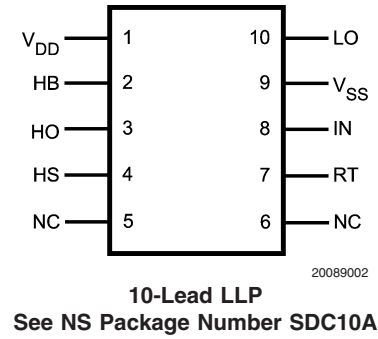 VDD 1 10 LO
HB 2 9 VSS
HO 3 8 IN
HS 4 7 RT
NC 5 6 NC
20089002
10-Lead LLP
See NS Package Number SDC10A